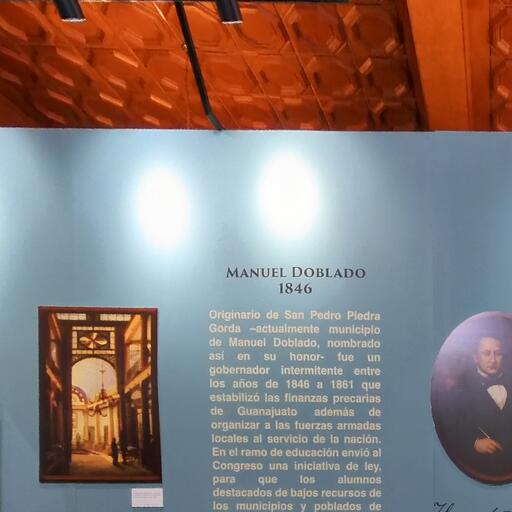 MANUEL DOBLADO
1846
Originario de San Pedro Piedra
Gorda –actualmente municipio
de Manuel Doblado, nombrado
así en su honor- fue un
gobernador intermitente entre
los años de 1846 a 1861 que
estabilizó las finanzas precarias
de Guanajuato además de
organizar a las fuerzas armadas
locales al servicio de la nación.
En el ramo de educación envió al
Congreso una iniciativa de ley,
para que los alumnos
destacados de bajos recursos de
los municipios y poblados de